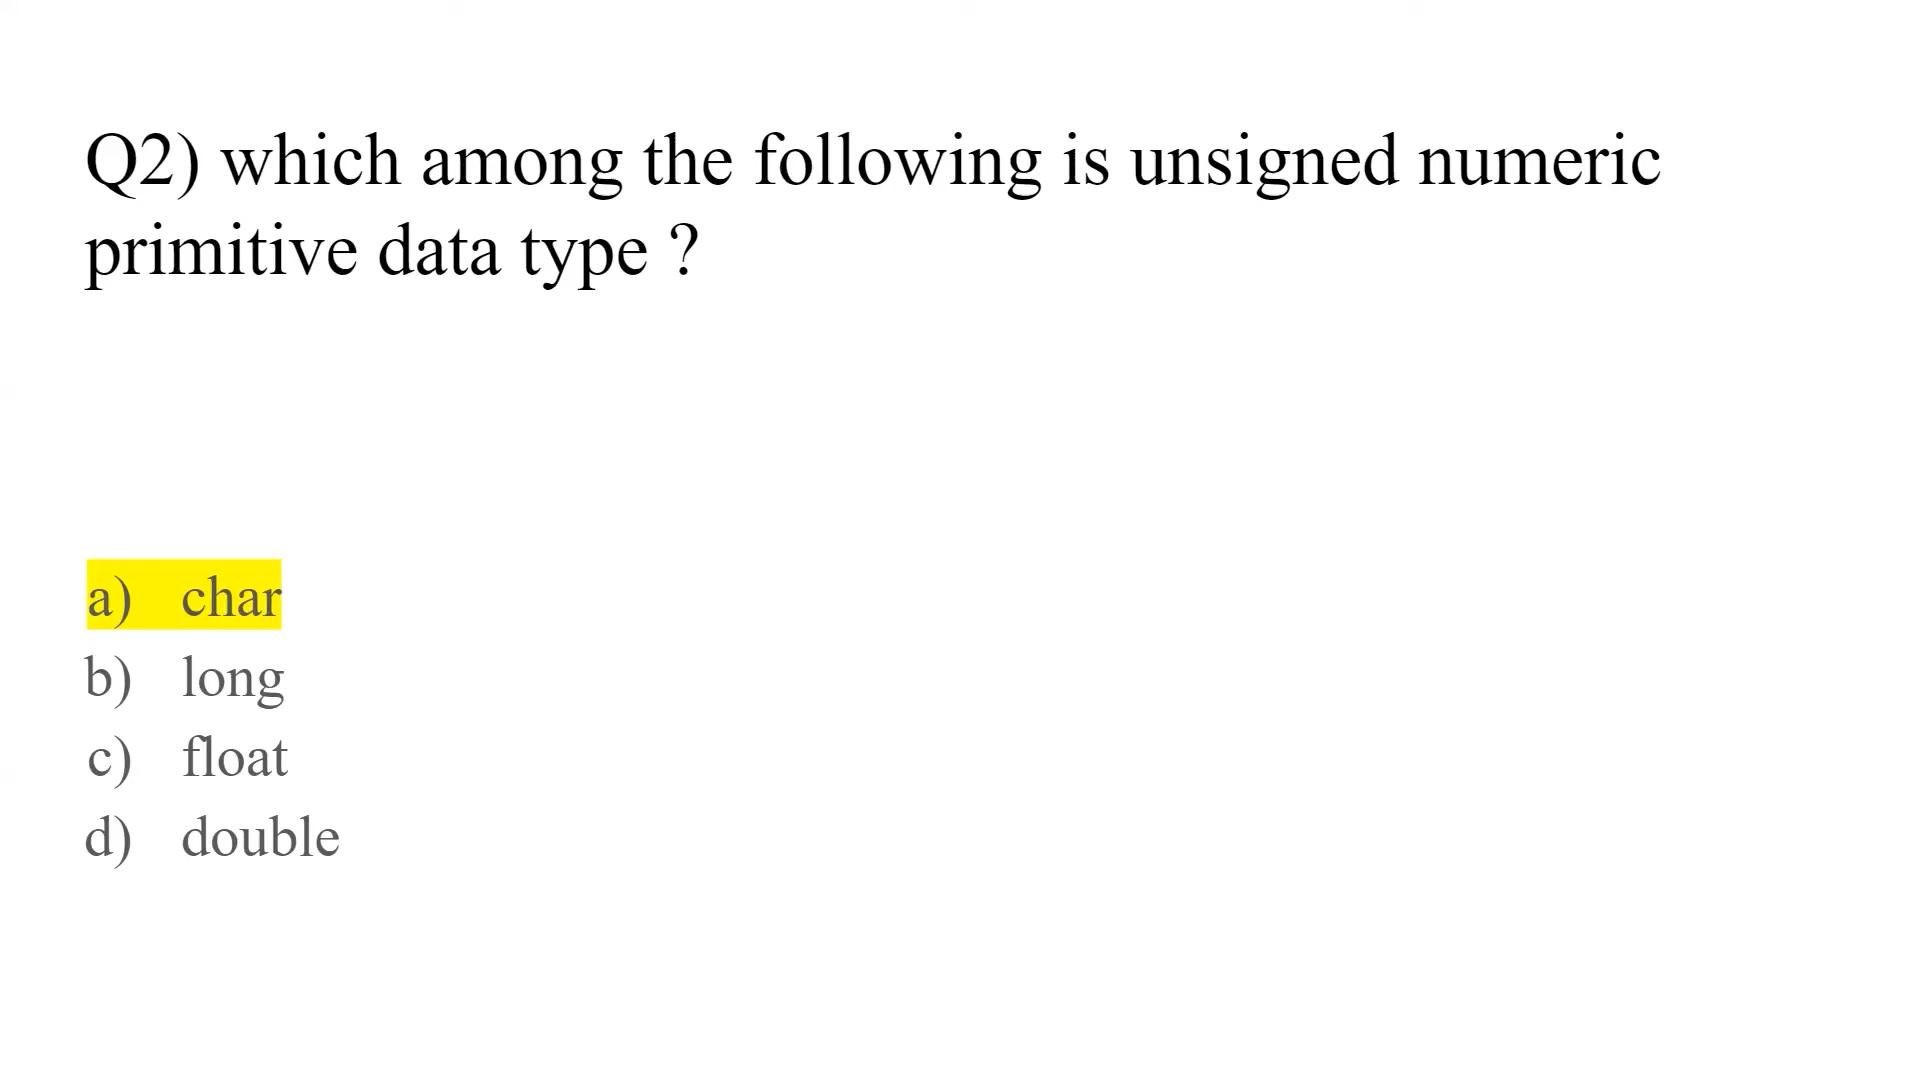 Q2) which among the following is unsigned numeric
primitive data type ?
a) char
b) long
c) float
d) double